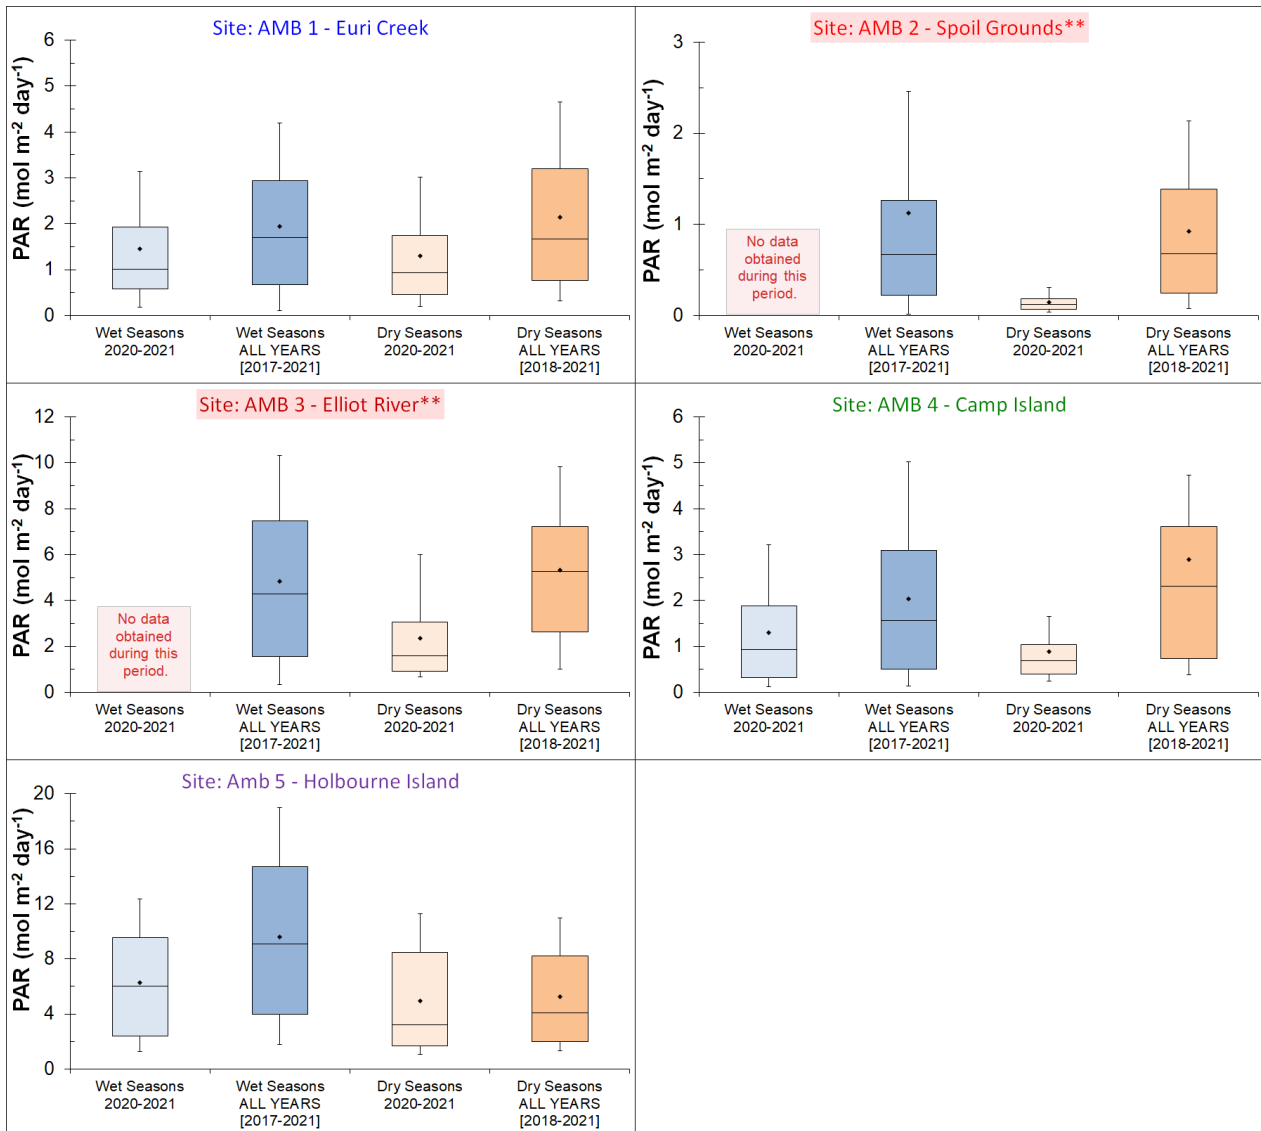 Site: AMB 1 - Euri Creek
PAR (mol m⁻² day⁻¹)
6
5
4
3
2
1
0
Wet Seasons
2020-2021
Wet Seasons
ALL YEARS
[2017-2021]
Dry Seasons
2020-2021
Dry Seasons
ALL YEARS
[2018-2021]
Site: AMB 2 - Spoil Grounds**
PAR (mol m⁻² day⁻¹)
3
2
1
0
No data
obtained
during this
period.
Wet Seasons
2020-2021
Wet Seasons
ALL YEARS
[2017-2021]
Dry Seasons
2020-2021
Dry Seasons
ALL YEARS
[2018-2021]
Site: AMB 3 - Elliot River**
PAR (mol m⁻² day⁻¹)
12
10
8
6
4
2
0
No data
obtained
during this
period.
Wet Seasons
2020-2021
Wet Seasons
ALL YEARS
[2017-2021]
Dry Seasons
2020-2021
Dry Seasons
ALL YEARS
[2018-2021]
Site: AMB 4 - Camp Island
PAR (mol m⁻² day⁻¹)
6
5
4
3
2
1
0
Wet Seasons
2020-2021
Wet Seasons
ALL YEARS
[2017-2021]
Dry Seasons
2020-2021
Dry Seasons
ALL YEARS
[2018-2021]
Site: Amb 5 - Holbourne Island
PAR (mol m⁻² day⁻¹)
20
16
12
8
4
0
Wet Seasons
2020-2021
Wet Seasons
ALL YEARS
[2017-2021]
Dry Seasons
2020-2021
Dry Seasons
ALL YEARS
[2018-2021]